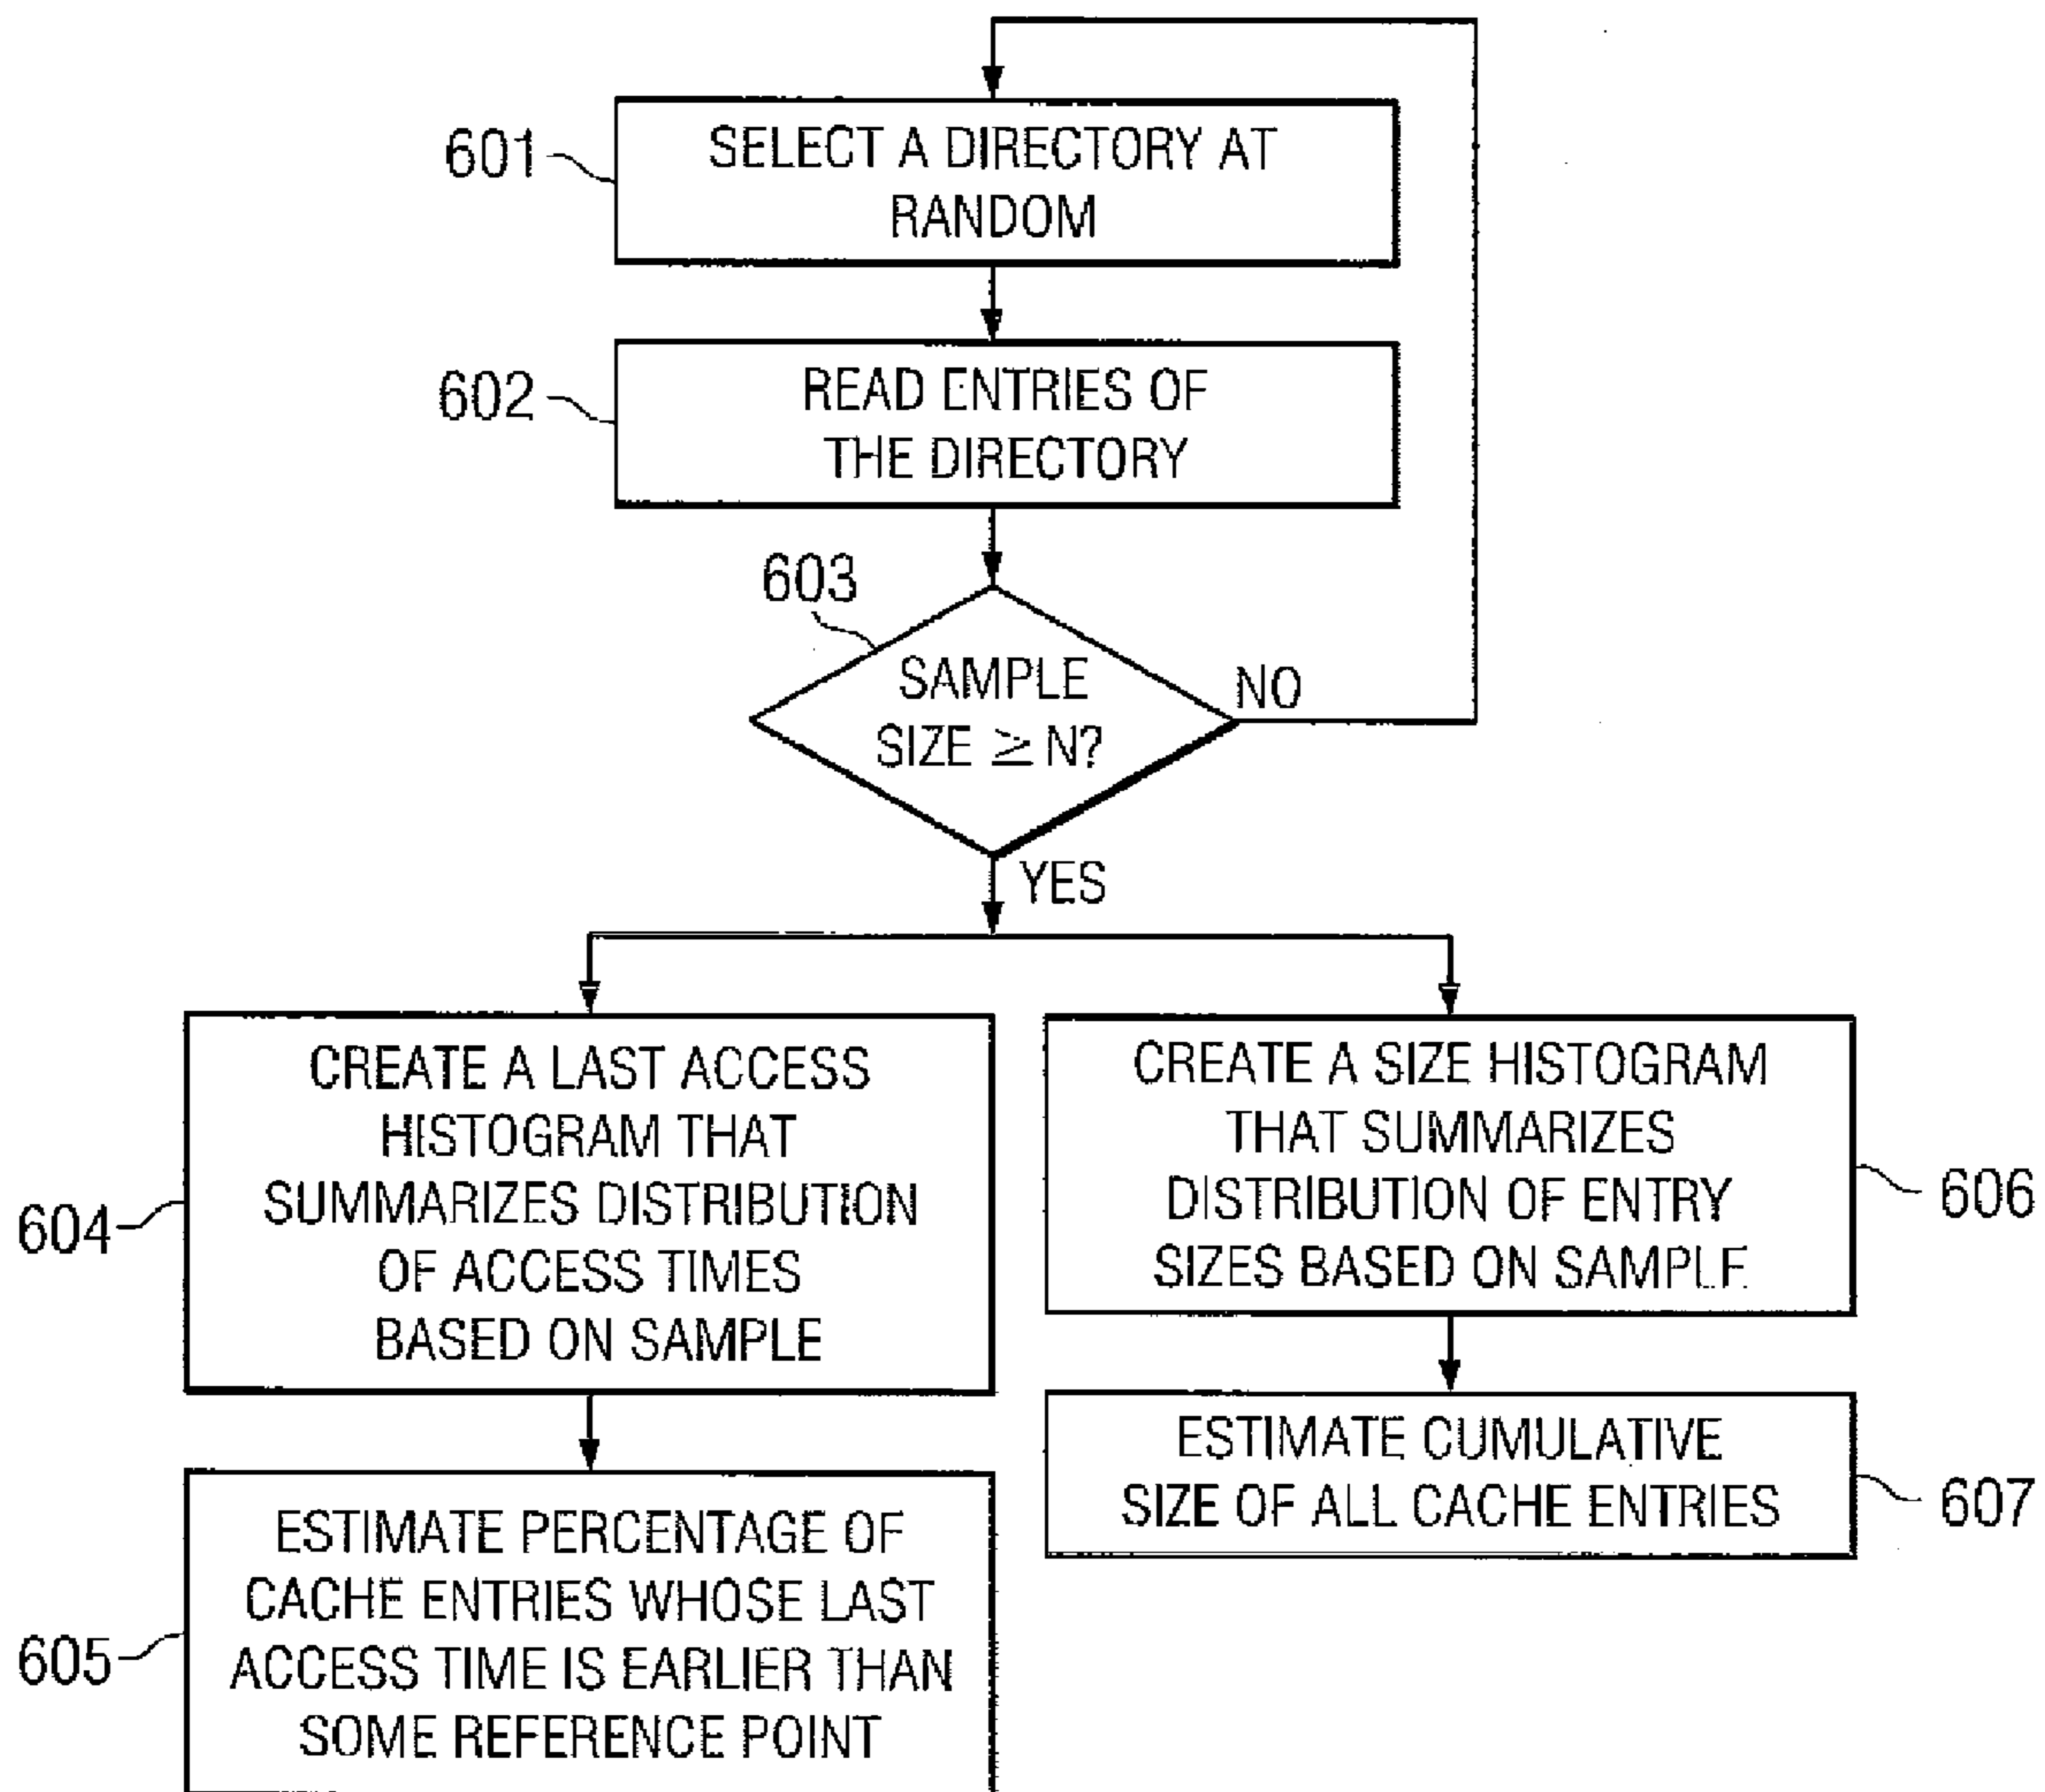 601
SELECT A DIRECTORY AT
RANDOM
602
READ ENTRIES OF
THE DIRECTORY
603
SAMPLE
SIZE ≥ N?
NO
YES
604
CREATE A LAST ACCESS
HISTOGRAM THAT
SUMMARIZES DISTRIBUTION
OF ACCESS TIMES
BASED ON SAMPLE
CREATE A SIZE HISTOGRAM
THAT SUMMARIZES
DISTRIBUTION OF ENTRY
SIZES BASED ON SAMPLE
606
605
ESTIMATE PERCENTAGE OF
CACHE ENTRIES WHOSE LAST
ACCESS TIME IS EARLIER THAN
SOME REFERENCE POINT
ESTIMATE CUMULATIVE
SIZE OF ALL CACHE ENTRIES
607